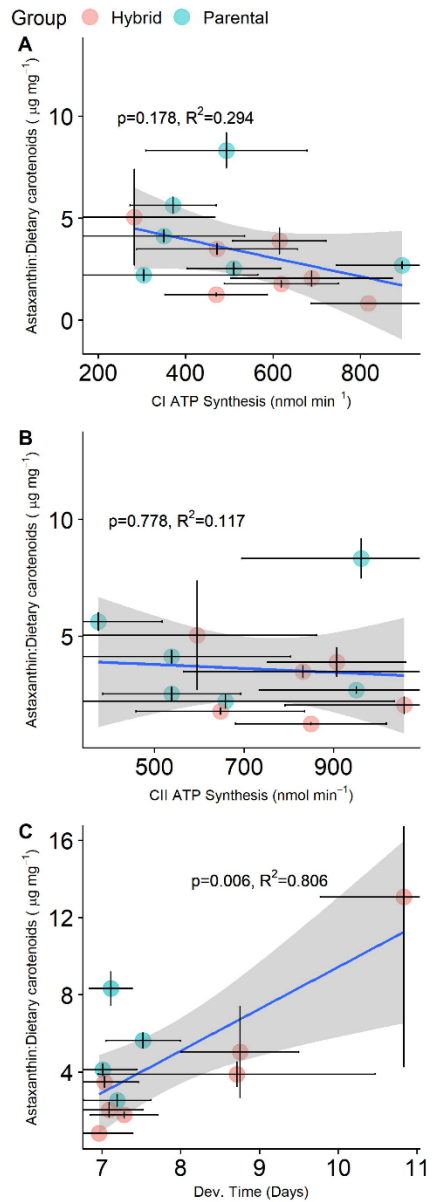 Group Hybrid Parental
A
p=0.178, R²=0.294
Astaxanthin:Dietary carotenoids ( μg mg⁻¹)
10
5
0
200 400 600 800
CI ATP Synthesis (nmol min ¹)
B
p=0.778, R²=0.117
Astaxanthin:Dietary carotenoids ( μg mg⁻¹)
10
5
500 700 900
CII ATP Synthesis (nmol min⁻¹)
C
p=0.006, R²=0.806
Astaxanthin:Dietary carotenoids ( μg mg⁻¹)
16
12
8
4
7 8 9 10 11
Dev. Time (Days)